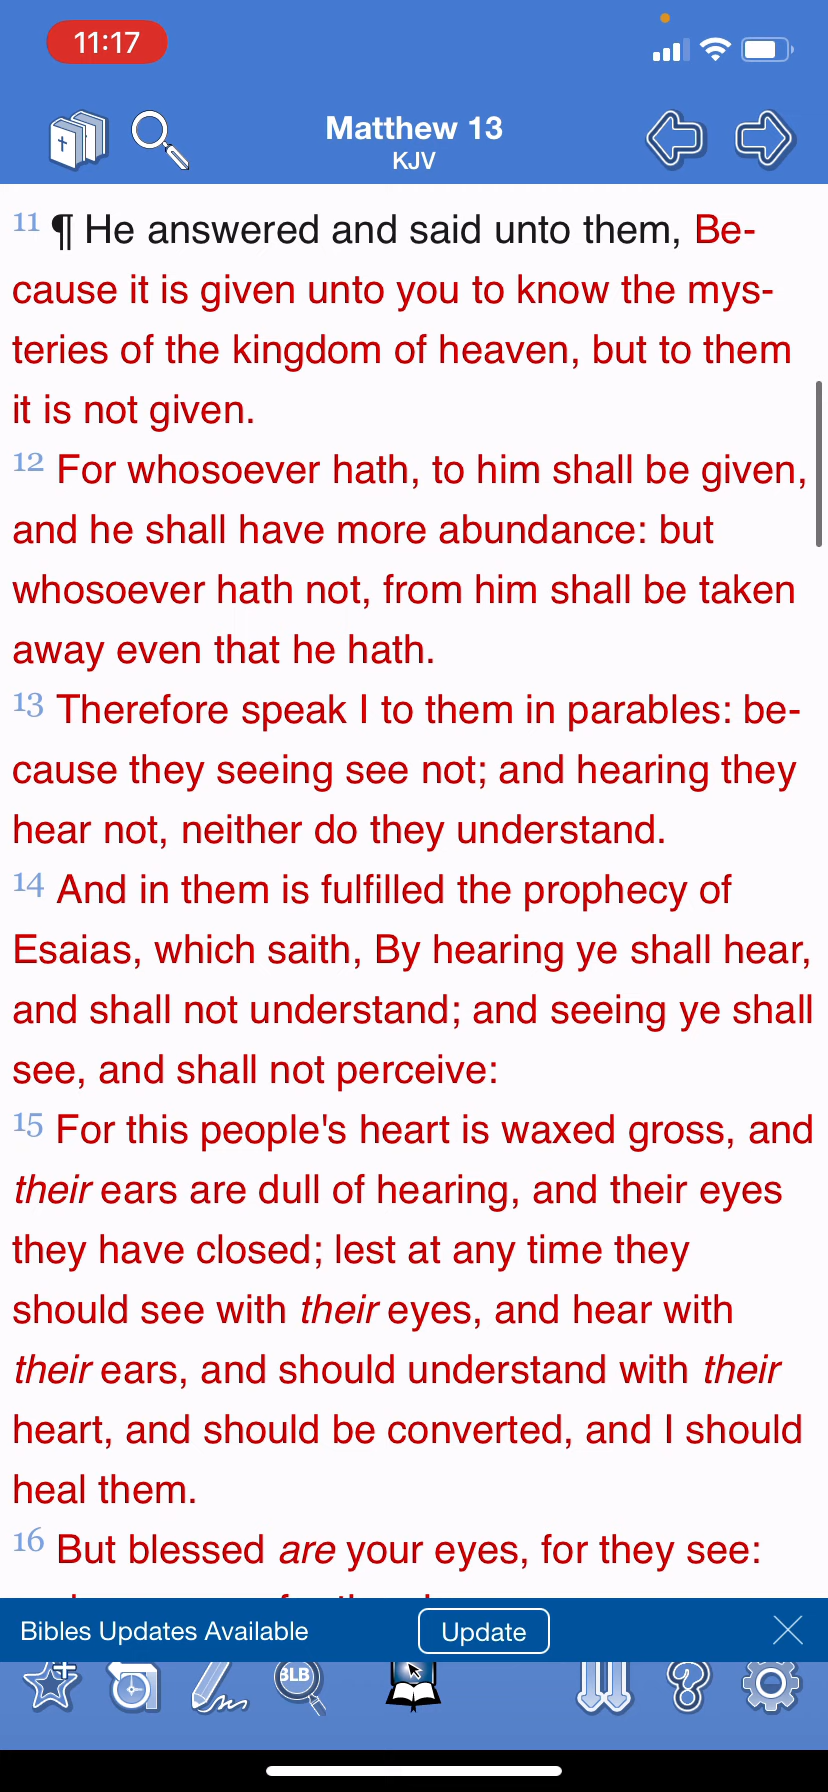 11:17
Matthew 13
KJV
11 ¶ He answered and said unto them, Be-
cause it is given unto you to know the mys-
teries of the kingdom of heaven, but to them
it is not given.
12 For whosoever hath, to him shall be given,
and he shall have more abundance: but
whosoever hath not, from him shall be taken
away even that he hath.
13 Therefore speak I to them in parables: be-
cause they seeing see not; and hearing they
hear not, neither do they understand.
14 And in them is fulfilled the prophecy of
Esaias, which saith, By hearing ye shall hear,
and shall not understand; and seeing ye shall
see, and shall not perceive:
15 For this people's heart is waxed gross, and
their ears are dull of hearing, and their eyes
they have closed; lest at any time they
should see with their eyes, and hear with
their ears, and should understand with their
heart, and should be converted, and I should
heal them.
16 But blessed are your eyes, for they see:
Bibles Updates Available
Update
BLB